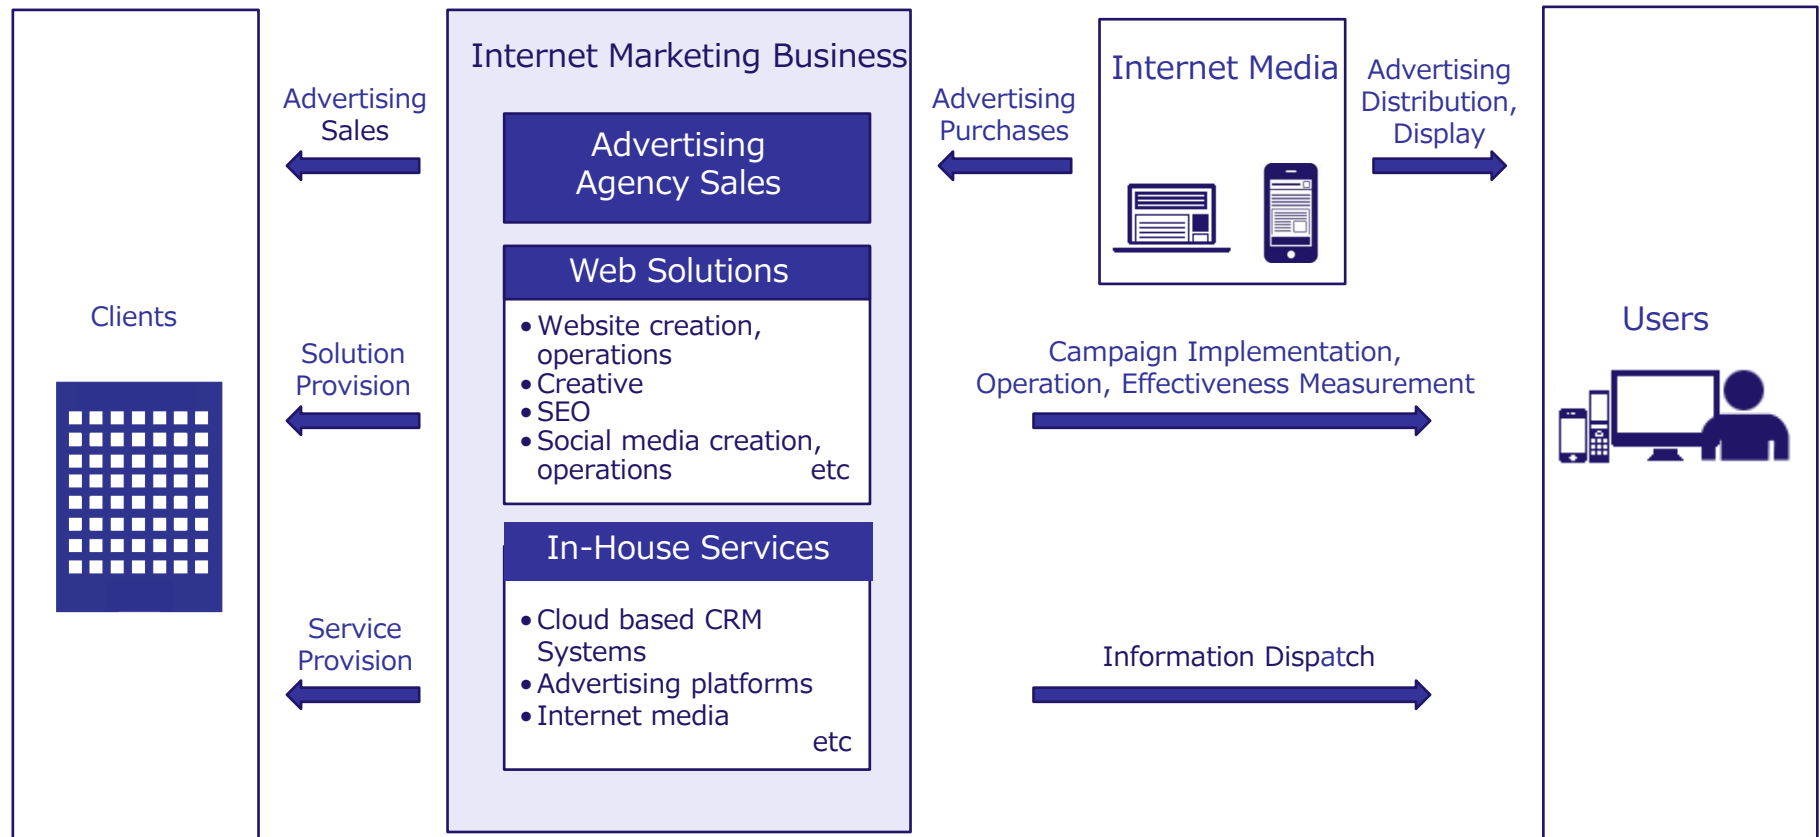 Clients
Advertising
Sales
Solution
Provision
Service
Provision
Internet Marketing Business
Advertising
Agency Sales
Web Solutions
•Website creation,
operations
•Creative
•SEO
•Social media creation,
operations etc
In-House Services
•Cloud based CRM
Systems
•Advertising platforms
•Internet media
etc
Advertising
Purchases
Internet Media
Advertising
Distribution,
Display
Campaign Implementation,
Operation, Effectiveness Measurement
Information Dispatch
Users